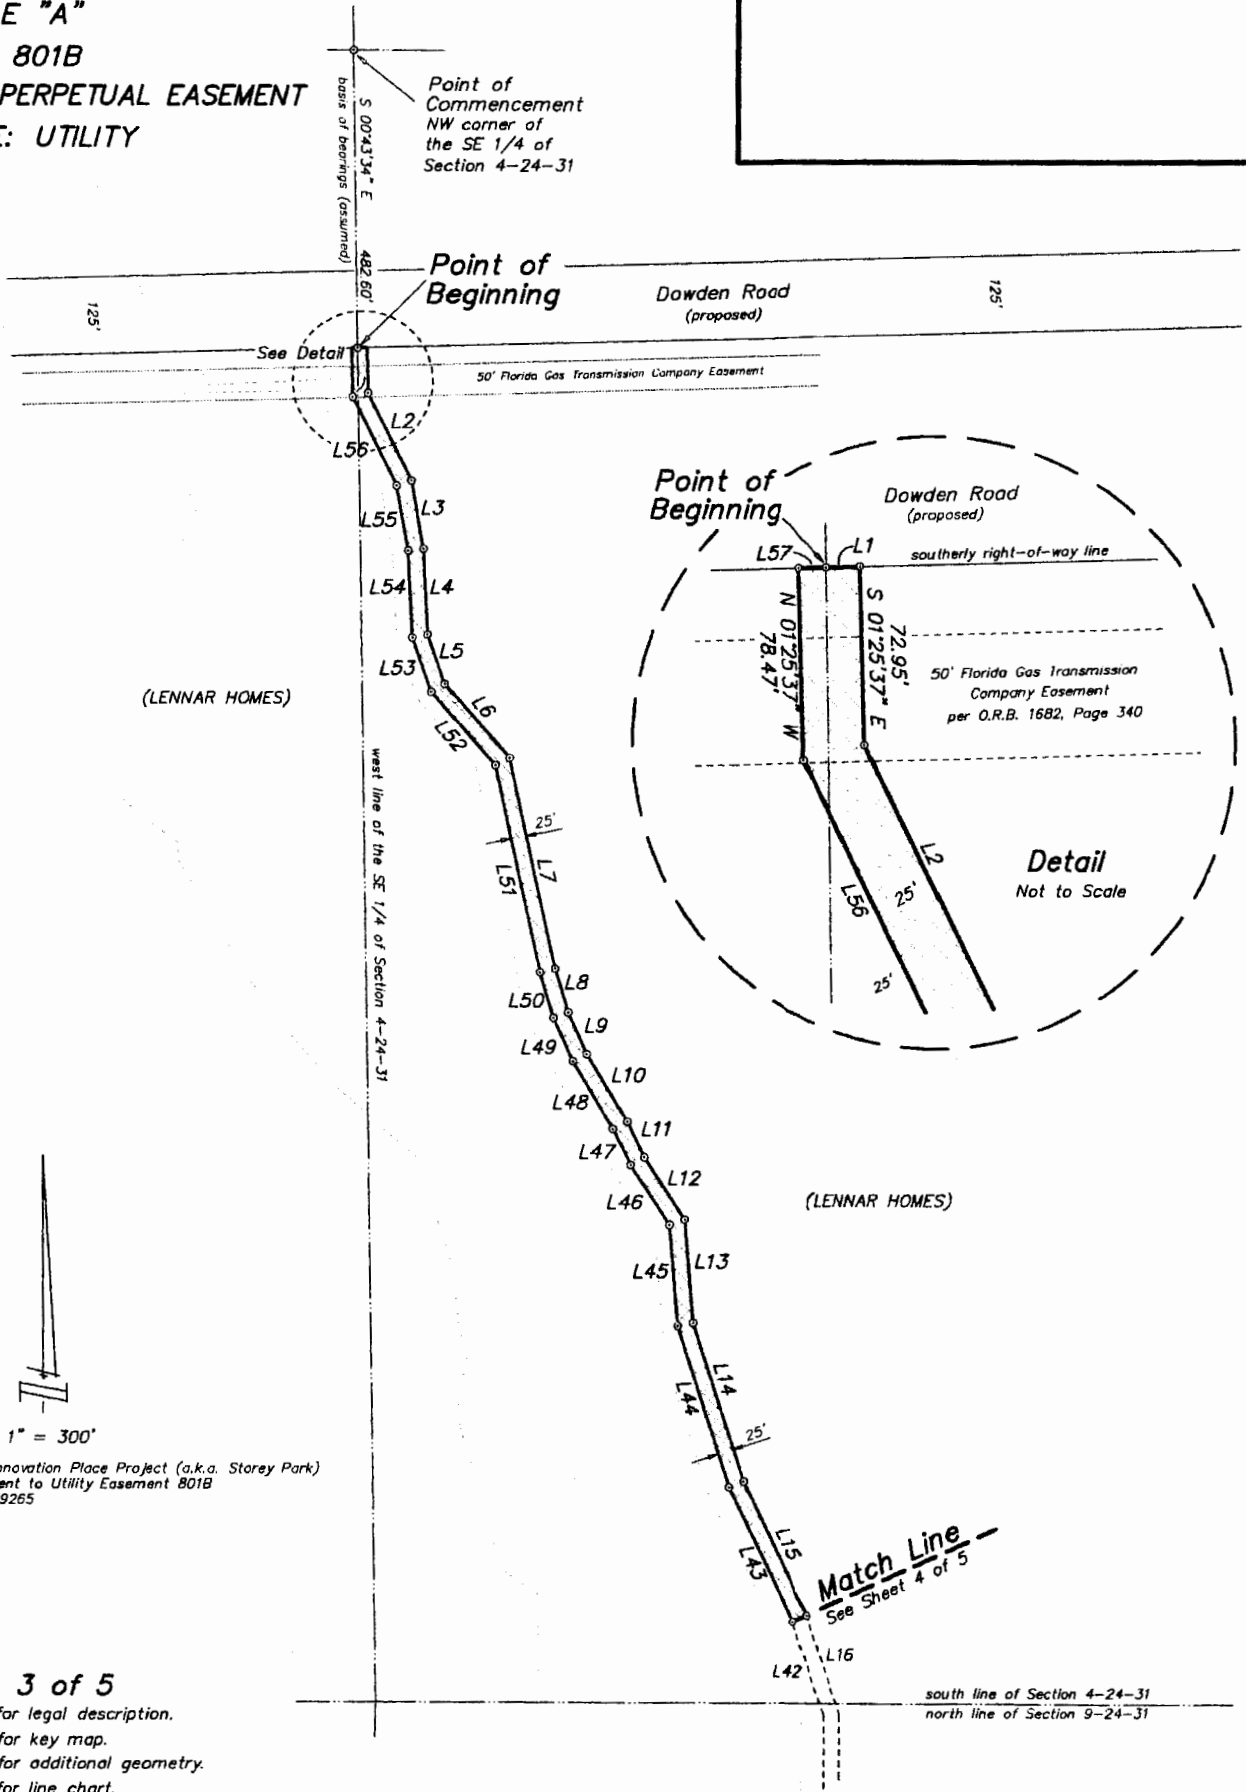 E "A"
801B
PERPETUAL EASEMENT
E: UTILITY
Point of
Commencement
NW corner of
the SE 1/4 of
Section 4-24-31
S 00°43'34" E
482.60'
basis of bearings (assumed)
Point of
Beginning
Dowden Road
(proposed)
125'
125'
See Detail
50' Florida Gas Transmission Company Easement
L2
L56
L3
L55
L54
L4
L5
L53
L6
L52
(LENNAR HOMES)
west line of the SE 1/4 of Section 4-24-31
25'
L7
L51
L8
L50
L9
L49
L10
L48
L11
L47
L12
L46
(LENNAR HOMES)
L13
L45
L14
L44
25'
L15
L43
Match Line
See Sheet 4 of 5
L16
L42
south line of Section 4-24-31
north line of Section 9-24-31
Point of
Beginning
Dowden Road
(proposed)
L57
L1
southerly right-of-way line
N 01°25'37" W
78.47'
S 01°25'37" E
72.95'
50' Florida Gas Transmission
Company Easement
per O.R.B. 1682, Page 340
L2
L56
25'
25'
Detail
Not to Scale
1" = 300'
nnovation Place Project (a.k.a. Storey Park)
ent to Utility Easement 801B
9265
3 of 5
for legal description.
for key map.
for additional geometry.
for line chart.